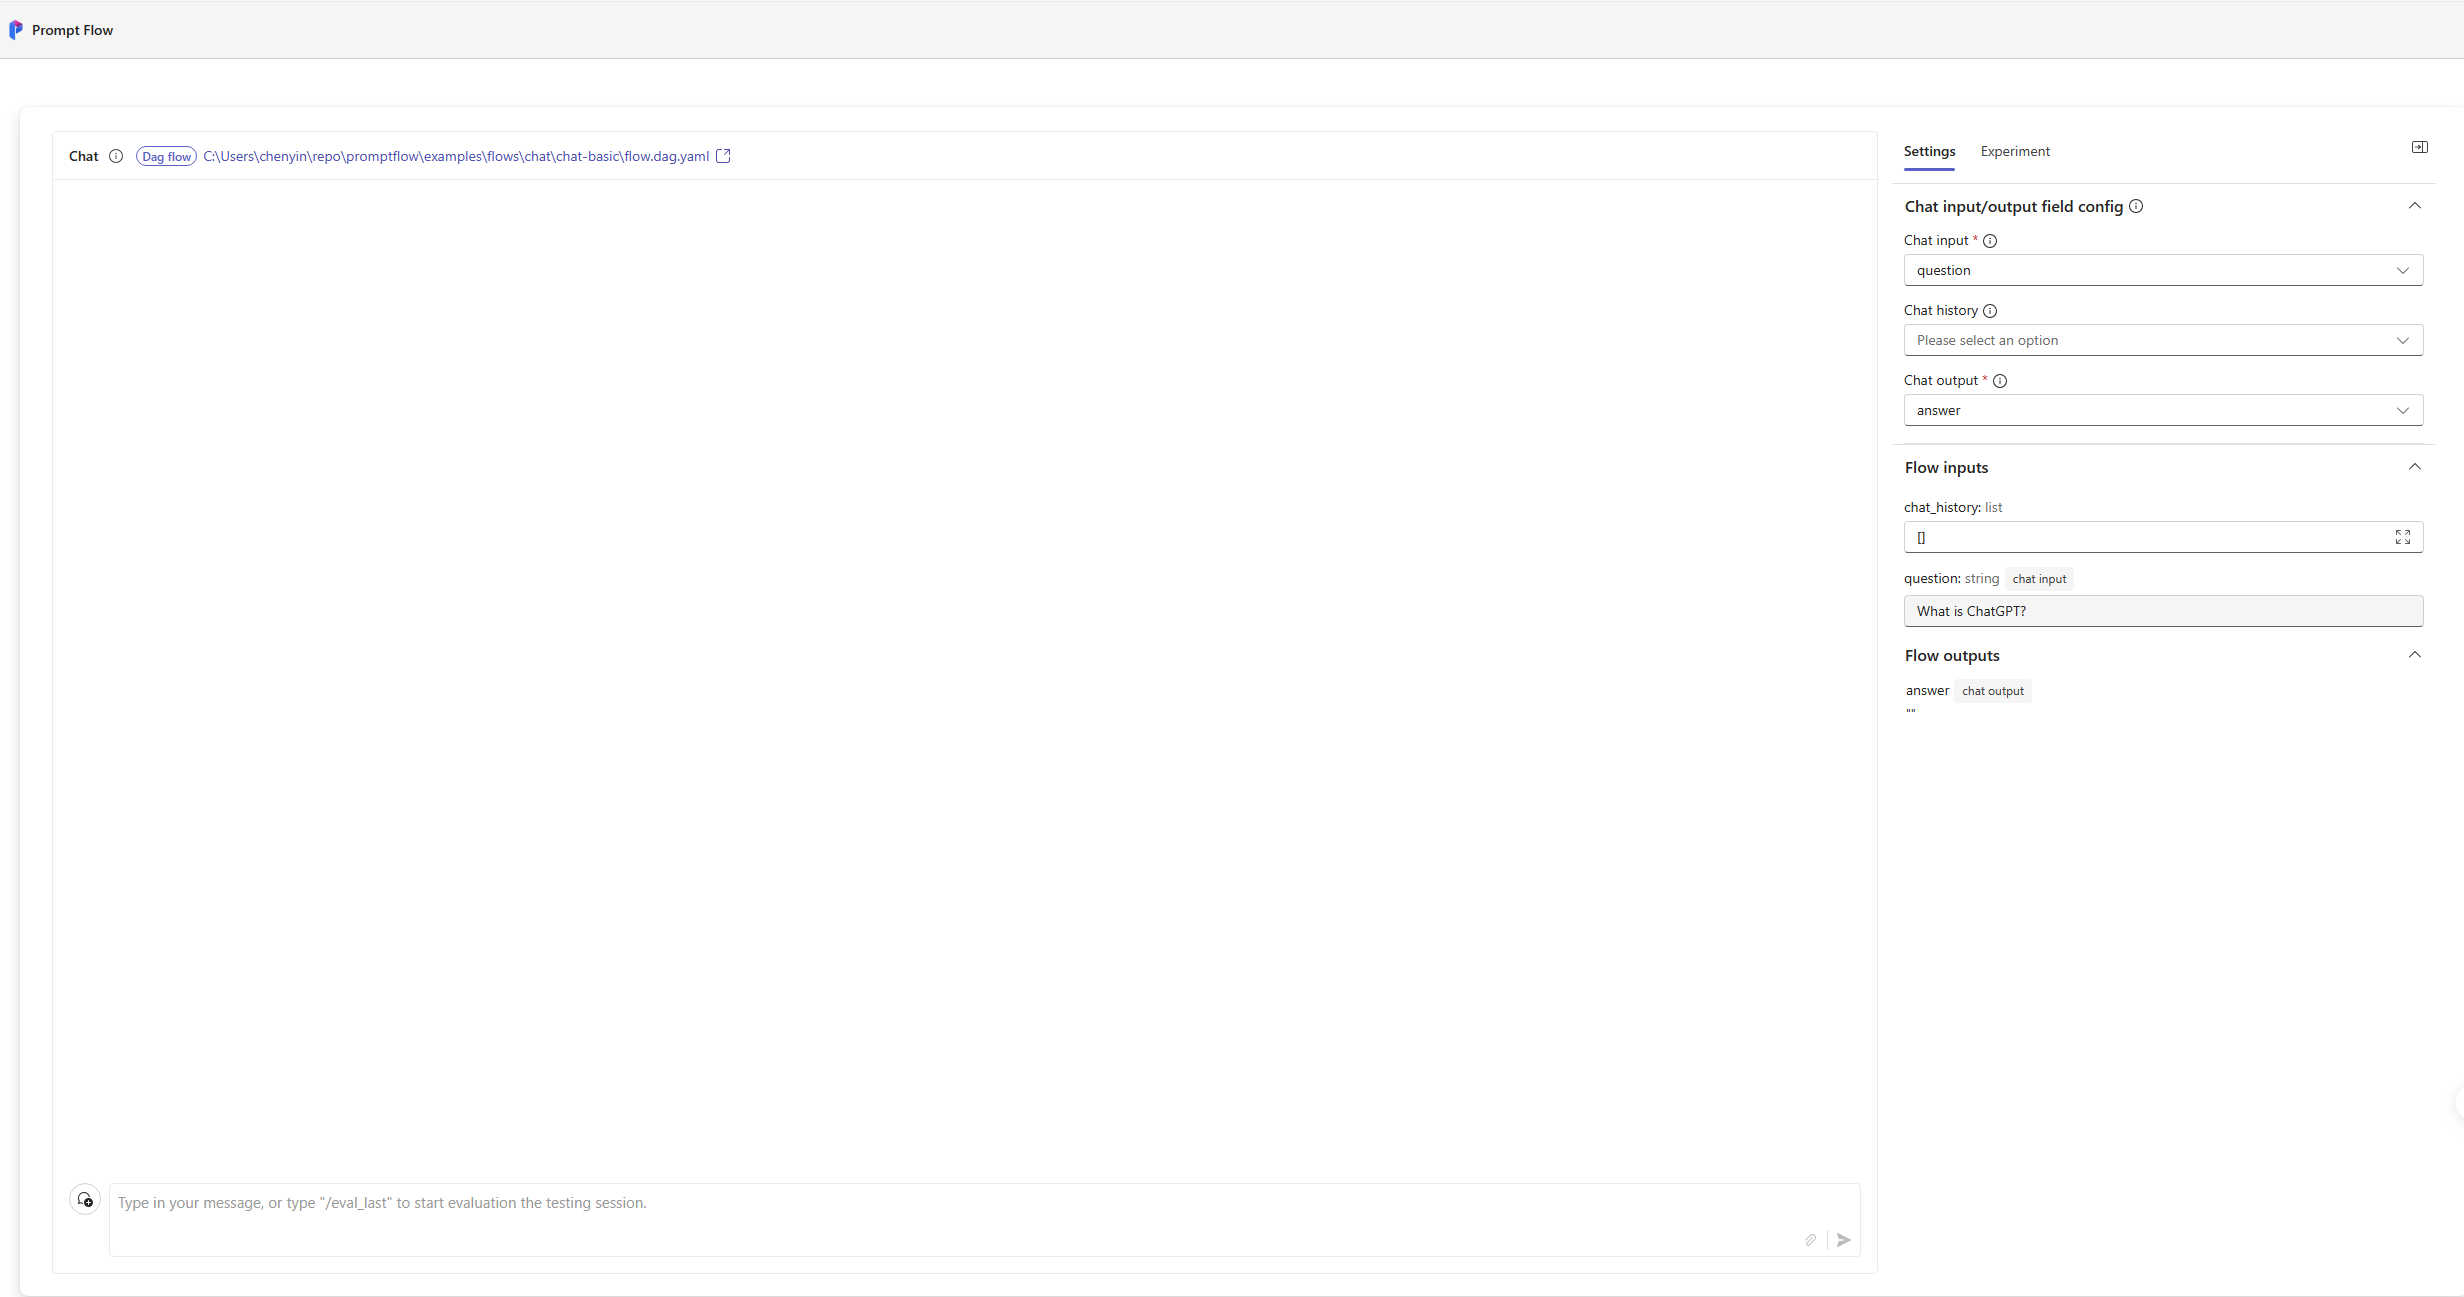 Prompt Flow
Chat Dag flow C:\Users\chenyin\repo\promptflow\examples\flows\chat\chat-basic\flow.dag.yaml
Type in your message, or type "/eval_last" to start evaluation the testing session.
Settings Experiment
Chat input/output field config
Chat input *
question
Chat history
Please select an option
Chat output *
answer
Flow inputs
chat_history: list
[]
question: string chat input
What is ChatGPT?
Flow outputs
answer chat output
""